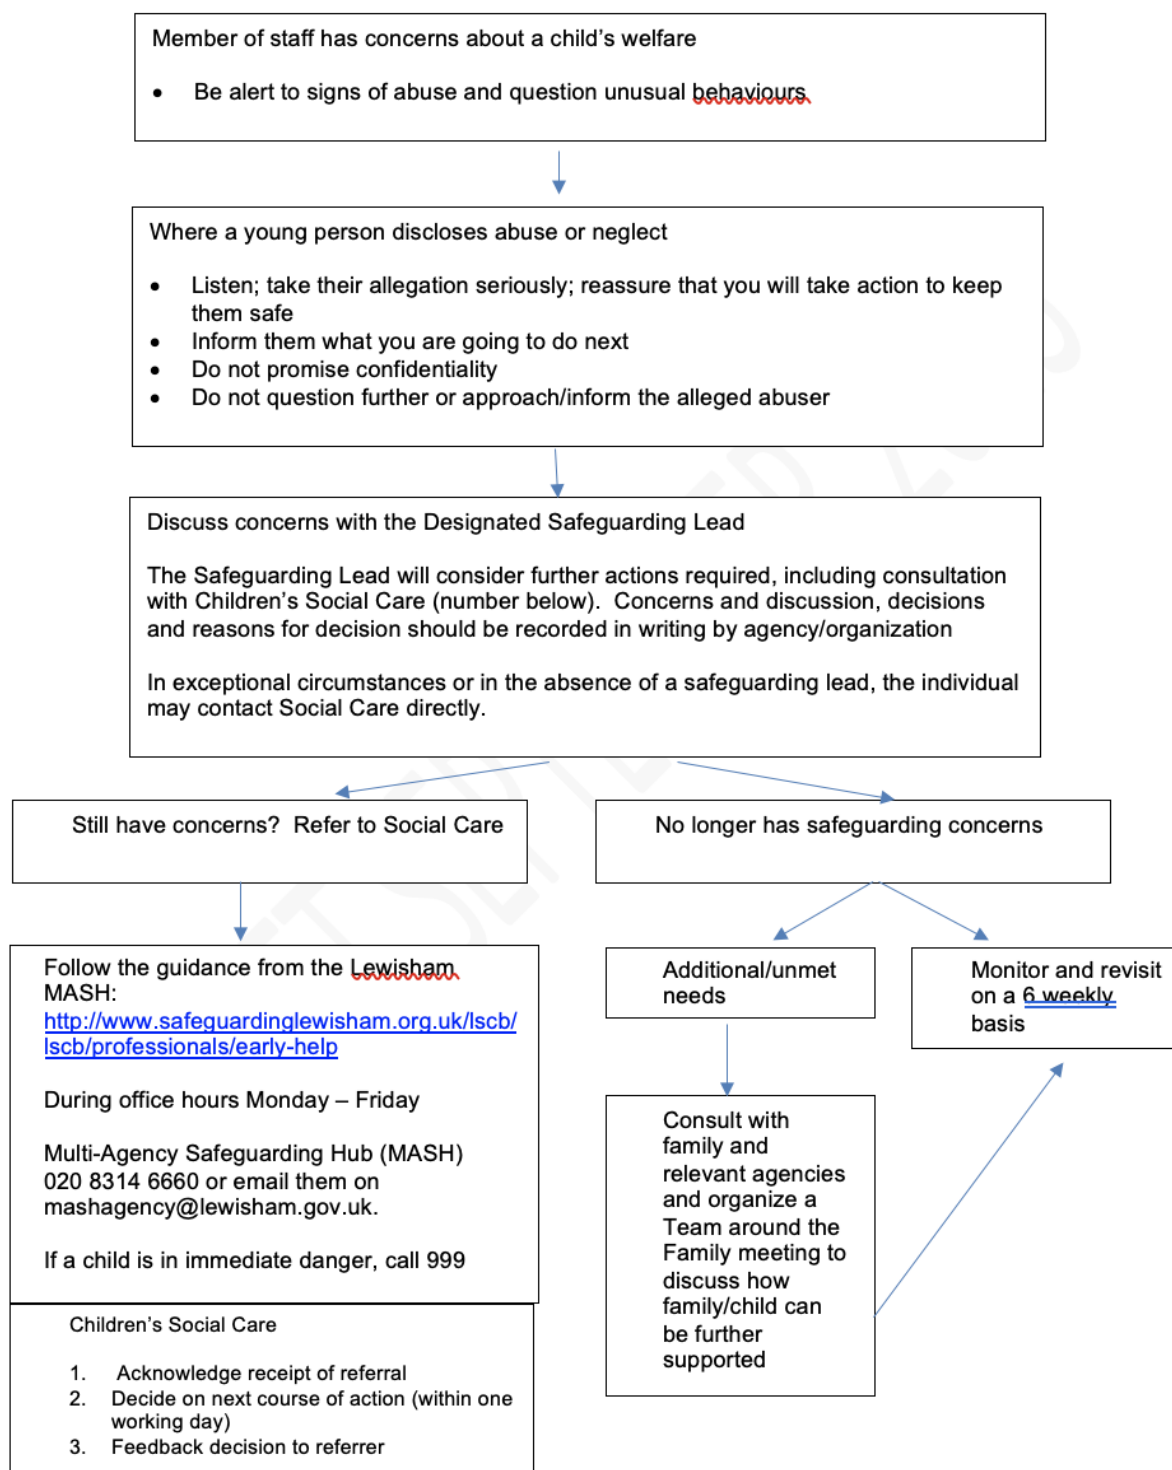 Member of staff has concerns about a child’s welfare
• Be alert to signs of abuse and question unusual behaviours
Where a young person discloses abuse or neglect
• Listen; take their allegation seriously; reassure that you will take action to keep
them safe
• Inform them what you are going to do next
• Do not promise confidentiality
• Do not question further or approach/inform the alleged abuser
Discuss concerns with the Designated Safeguarding Lead
The Safeguarding Lead will consider further actions required, including consultation
with Children’s Social Care (number below).  Concerns and discussion, decisions
and reasons for decision should be recorded in writing by agency/organization
In exceptional circumstances or in the absence of a safeguarding lead, the individual
may contact Social Care directly.
Still have concerns?  Refer to Social Care
No longer has safeguarding concerns
Follow the guidance from the Lewisham
MASH:
http://www.safeguardinglewisham.org.uk/lscb/
lscb/professionals/early-help
During office hours Monday – Friday
Multi-Agency Safeguarding Hub (MASH)
020 8314 6660 or email them on
mashagency@lewisham.gov.uk.
If a child is in immediate danger, call 999
Children’s Social Care
1. Acknowledge receipt of referral
2. Decide on next course of action (within one
working day)
3. Feedback decision to referrer
Additional/unmet
needs
Monitor and revisit
on a 6 weekly
basis
Consult with
family and
relevant agencies
and organize a
Team around the
Family meeting to
discuss how
family/child can
be further
supported